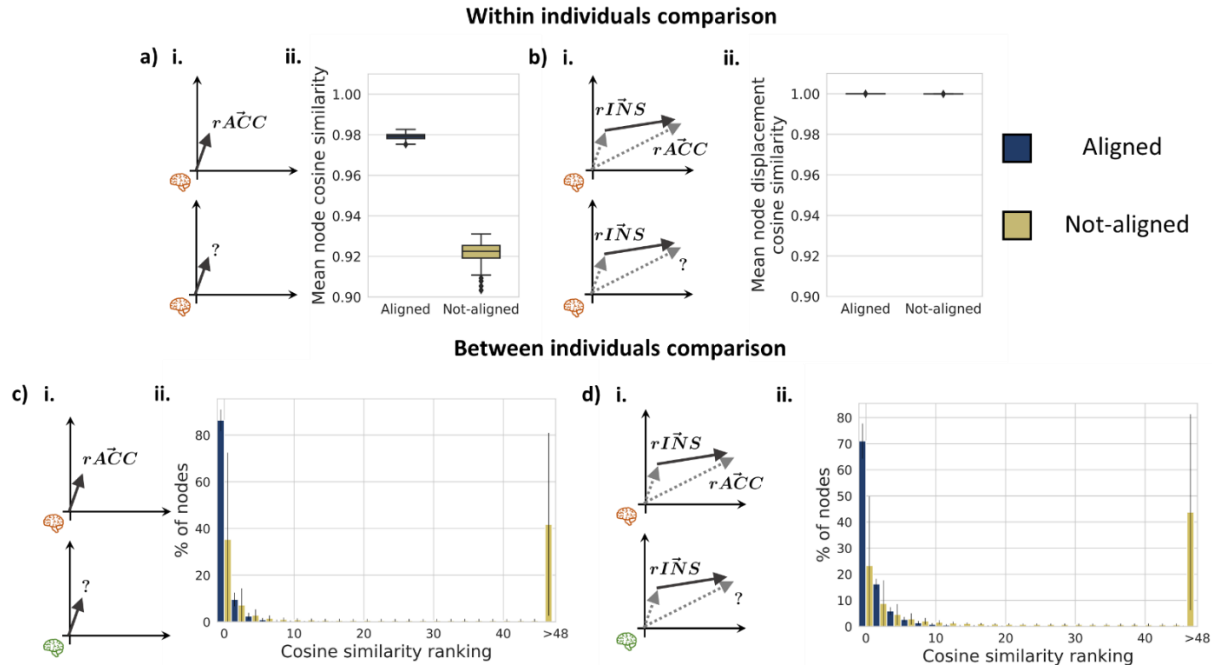 Within individuals comparison
a) i.
rACC
?
ii.
Mean node cosine similarity
1.00
0.98
0.96
0.94
0.92
0.90
Aligned Not-aligned
b) i.
rINS
rACC
rINS
?
ii.
Mean node displacement
cosine similarity
1.00
0.98
0.96
0.94
0.92
0.90
Aligned Not-aligned
Aligned
Not-aligned
Between individuals comparison
c) i.
rACC
?
ii.
% of nodes
80
60
40
20
0
0 10 20 30 40 >48
Cosine similarity ranking
d) i.
rINS
rACC
rINS
?
ii.
% of nodes
80
70
60
50
40
30
20
10
0
0 10 20 30 40 >48
Cosine similarity ranking